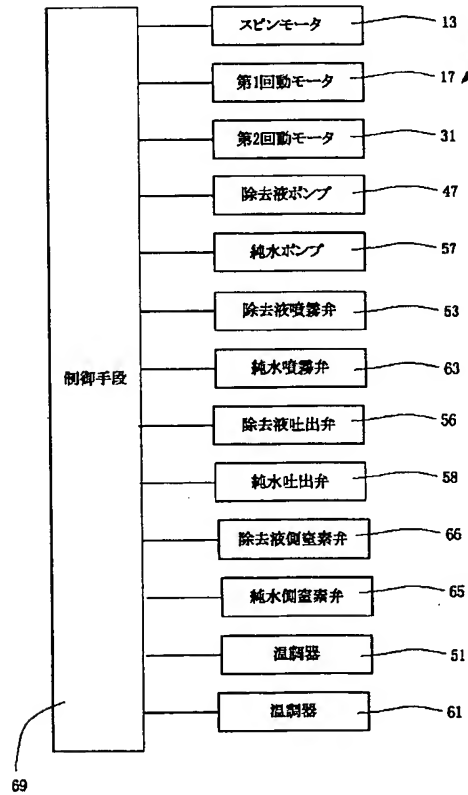 スピンモータ 13
第1回動モータ 17
第2回動モータ 31
除去液ポンプ 47
純水ポンプ 57
除去液噴霧弁 53
制御手段
純水噴霧弁 63
除去液吐出弁 56
純水吐出弁 58
除去液側窒素弁 66
純水側窒素弁 65
温調器 51
温調器 61
69